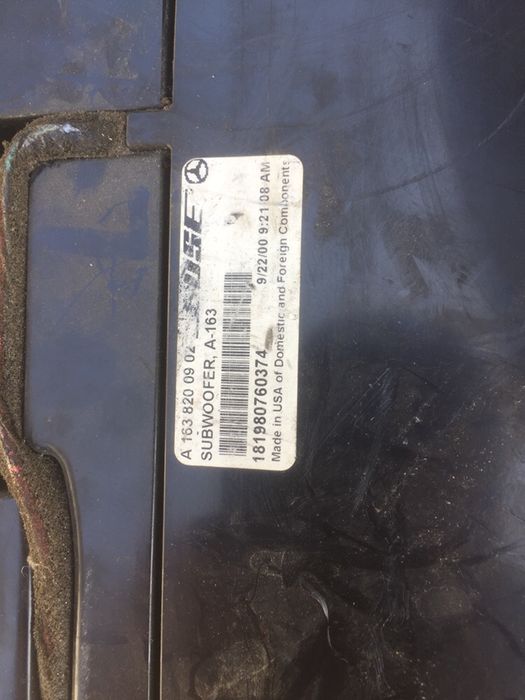 A 163 820 09 02
BOSE
SUBWOOFER, A-163
181980760374
9/22/00 9:21:08 AM
Made in USA of Domestic and Foreign Components